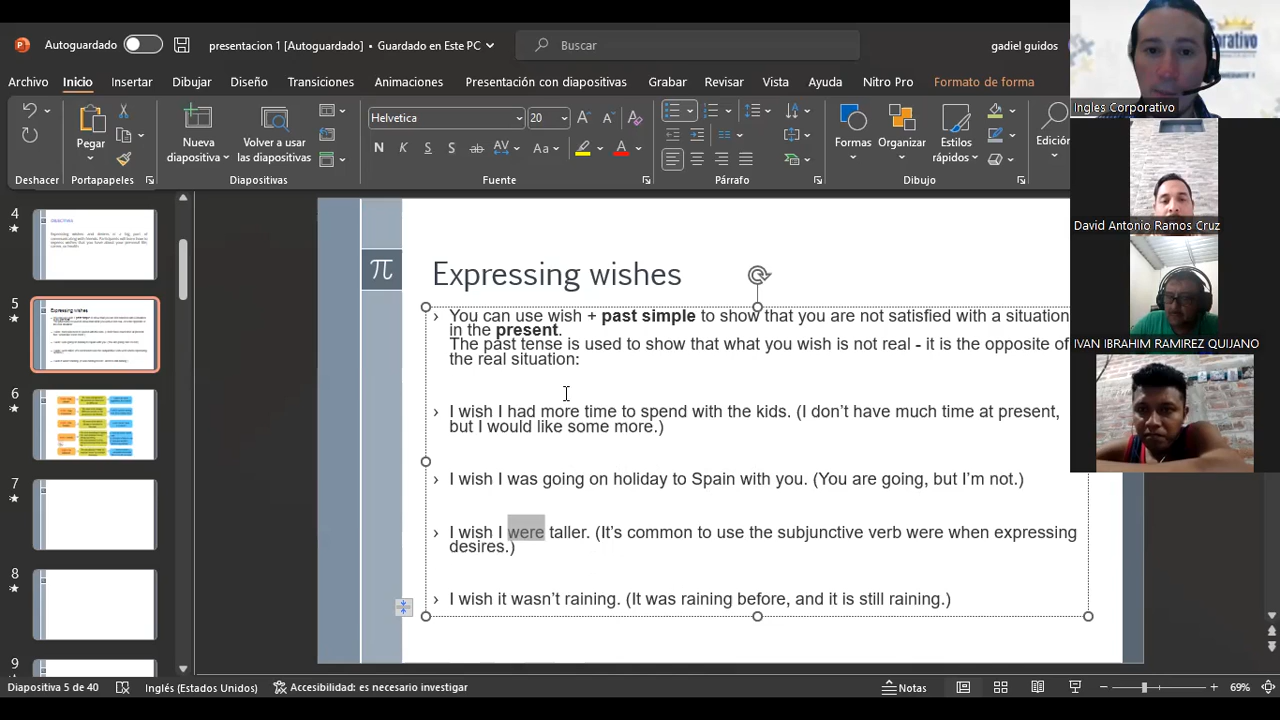 Autoguardado
presentacion 1 [Autoguardado] • Guardado en Este PC
Buscar
gadiel guidos
Archivo Inicio Insertar Dibujar Diseño Transiciones Animaciones Presentación con diapositivas Grabar Revisar Vista Ayuda Nitro Pro Formato de forma
Pegar
Nueva diapositiva
Volver a usar las diapositivas
Helvetica 20
N K S S AV Aa A A
Formas
Organizar
Estilos rápidos
Edición
Deshacer Portapapeles Diapositivas Fuente Párrafo Dibujo
Ingles Corporativo
David Antonio Ramos Cruz
IVAN IBRAHIM RAMIREZ QUIJANO
4
5
6
7
8
9
π
Expressing wishes
› You can use wish + past simple to show that you are not satisfied with a situation
in the present.
The past tense is used to show that what you wish is not real - it is the opposite of
the real situation:
› I wish I had more time to spend with the kids. (I don’t have much time at present,
but I would like some more.)
› I wish I was going on holiday to Spain with you. (You are going, but I’m not.)
› I wish I were taller. (It’s common to use the subjunctive verb were when expressing
desires.)
› I wish it wasn’t raining. (It was raining before, and it is still raining.)
Diapositiva 5 de 40
Inglés (Estados Unidos)
Accesibilidad: es necesario investigar
Notas
69%